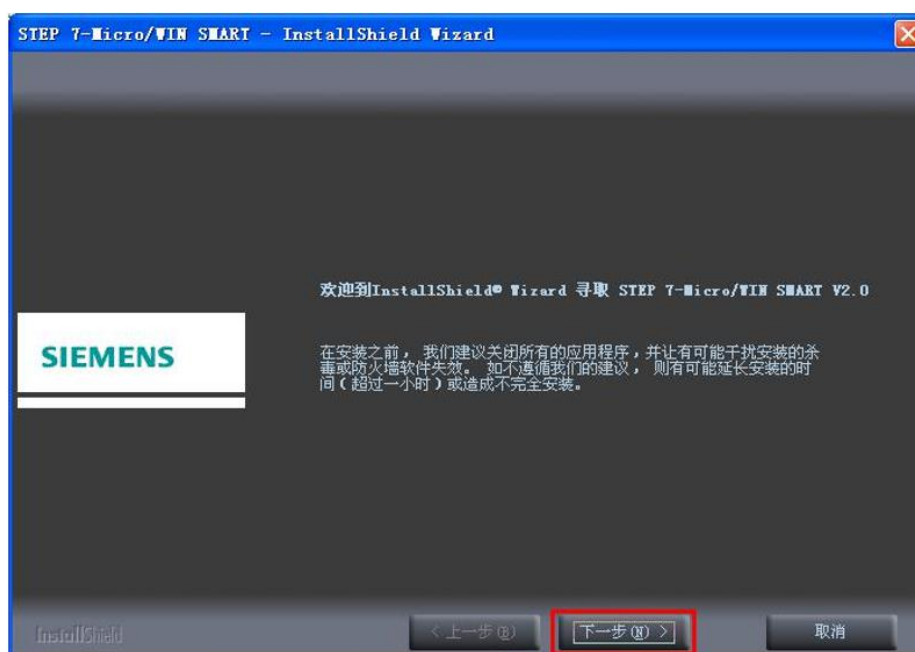 STEP 7-Micro/WIN SMART - InstallShield Wizard
欢迎到InstallShield® Wizard 寻取 STEP 7-Micro/WIN SMART V2.0
SIEMENS
在安装之前， 我们建议关闭所有的应用程序，并让有可能干扰安装的杀
毒或防火墙软件失效。 如不遵循我们的建议， 则有可能延长安装的时
间（超过一小时）或造成不完全安装。
InstallShield
< 上一步(B)
下一步(N) >
取消